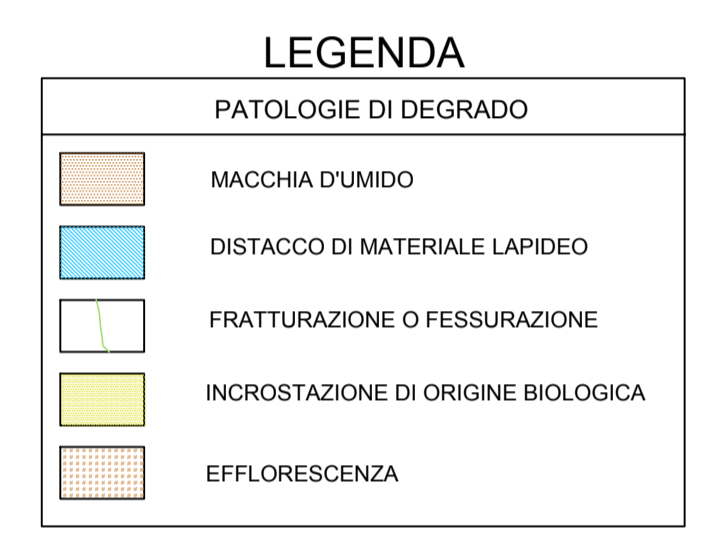 LEGENDA
PATOLOGIE DI DEGRADO
MACCHIA D'UMIDO
DISTACCO DI MATERIALE LAPIDEO
FRATTURAZIONE O FESSURAZIONE
INCROSTAZIONE DI ORIGINE BIOLOGICA
EFFLORESCENZA